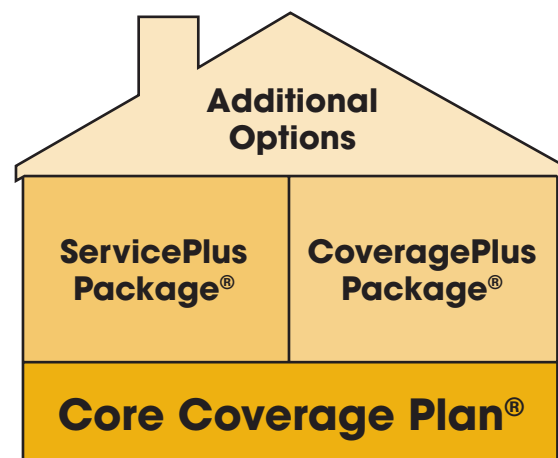 Additional
Options
ServicePlus
Package®
CoveragePlus
Package®
Core Coverage Plan®